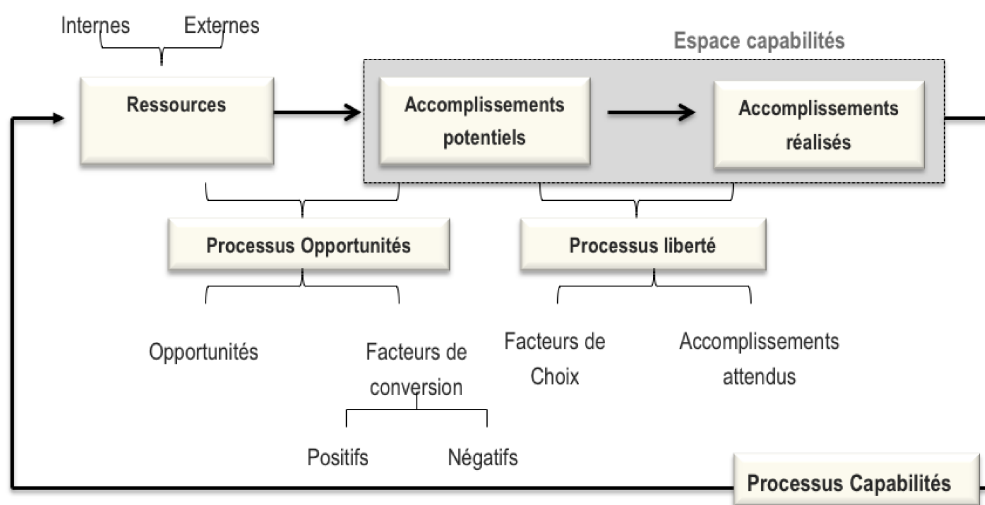 Internes Externes
Espace capabilités
Ressources
Accomplissements
potentiels
Accomplissements
réalisés
Processus Opportunités
Processus liberté
Opportunités
Facteurs de
conversion
Facteurs de
Choix
Accomplissements
attendus
Positifs Négatifs
Processus Capabilités